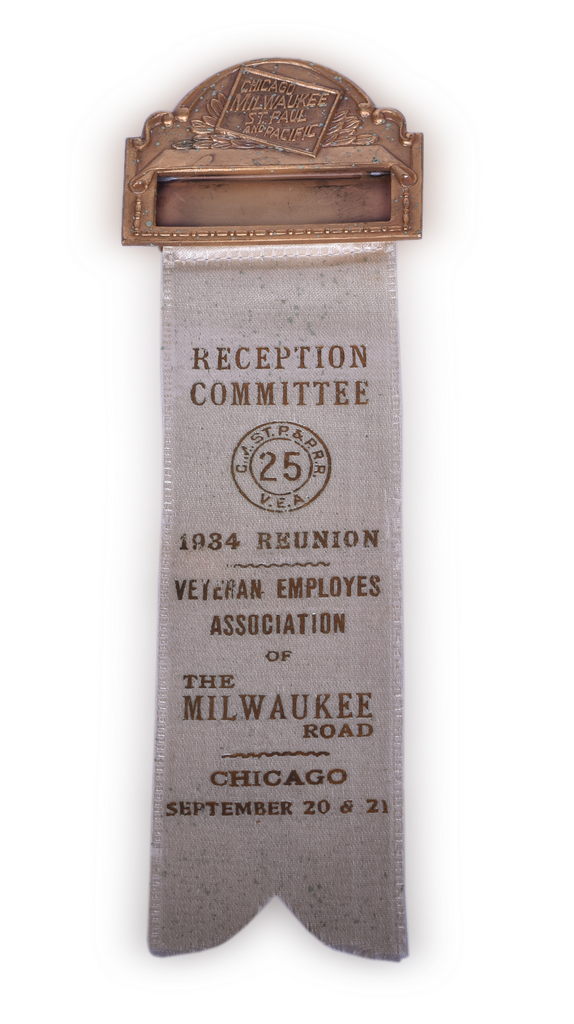 CHICAGO
MILWAUKEE
ST. PAUL
AND PACIFIC
RECEPTION
COMMITTEE
C.M.ST.P.&P.R.R.
25
V.E.A.
1934 REUNION
VETERAN EMPLOYES
ASSOCIATION
OF
THE
MILWAUKEE
ROAD
CHICAGO
SEPTEMBER 20 & 21